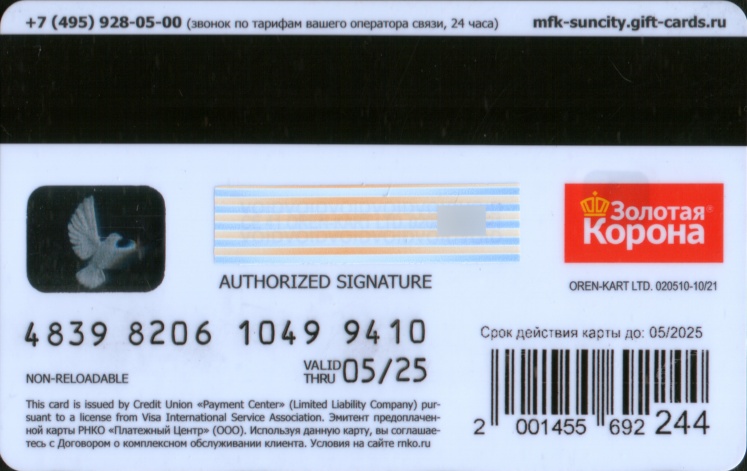 +7 (495) 928-05-00 (звонок по тарифам вашего оператора связи, 24 часа) mfk-suncity.gift-cards.ru
Золотая®
Корона
AUTHORIZED SIGNATURE
OREN-KART LTD. 020510-10/21
4839 8206 1049 9410
Срок действия карты до: 05/2025
NON-RELOADABLE
VALID THRU 05/25
This card is issued by Credit Union «Payment Center» (Limited Liability Company) pur-
suant to a license from Visa International Service Association. Эмитент предоплачен-
ной карты РНКО «Платежный Центр» (ООО). Используя данную карту, вы соглашае-
тесь с Договором о комплексном обслуживании клиента. Условия на сайте rnko.ru
2 001455 692 244